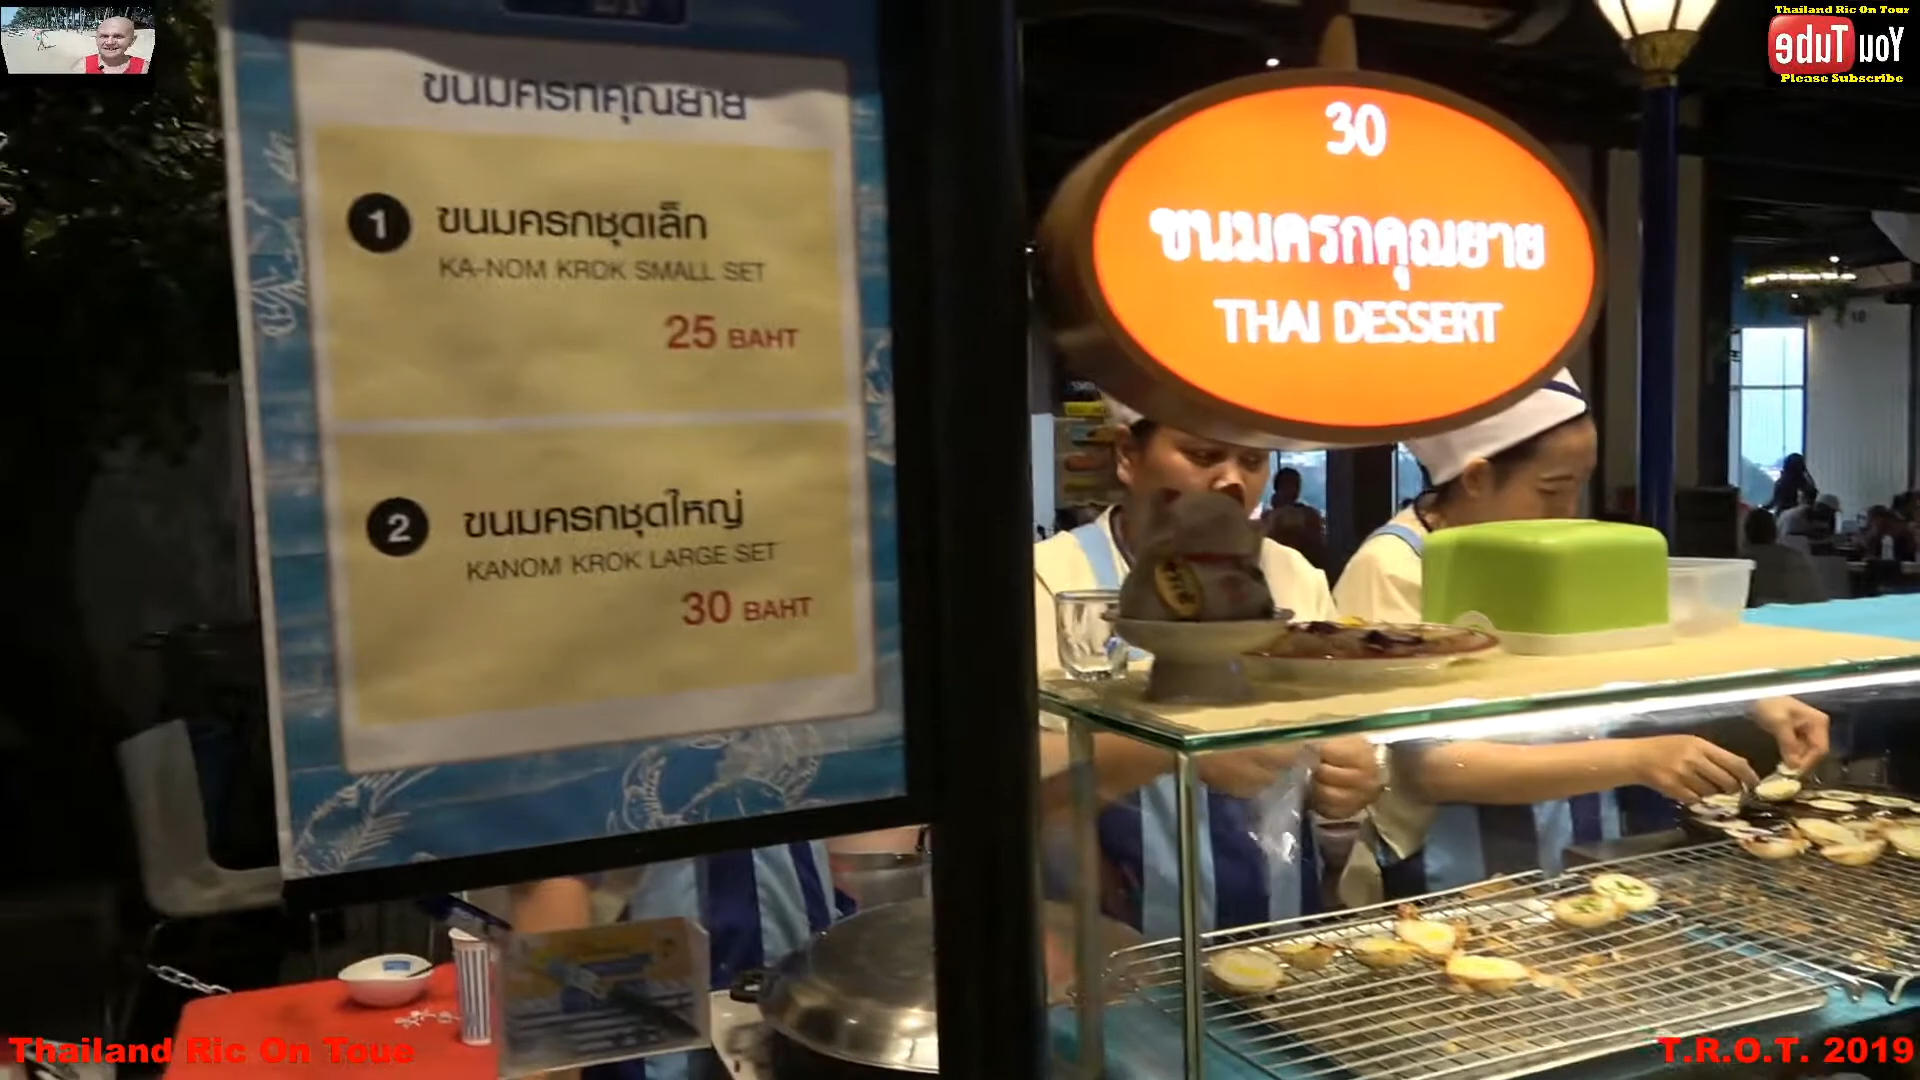 ขนมครกคุณยาย
1 ขนมครกชุดเล็ก
KA-NOM KROK SMALL SET
25 BAHT
2 ขนมครกชุดใหญ่
KANOM KROK LARGE SET
30 BAHT
30
ขนมครกคุณยาย
THAI DESSERT
Thailand Ric On Tour
You Tube
Please Subscribe
Thailand Ric On Toue
T.R.O.T. 2019